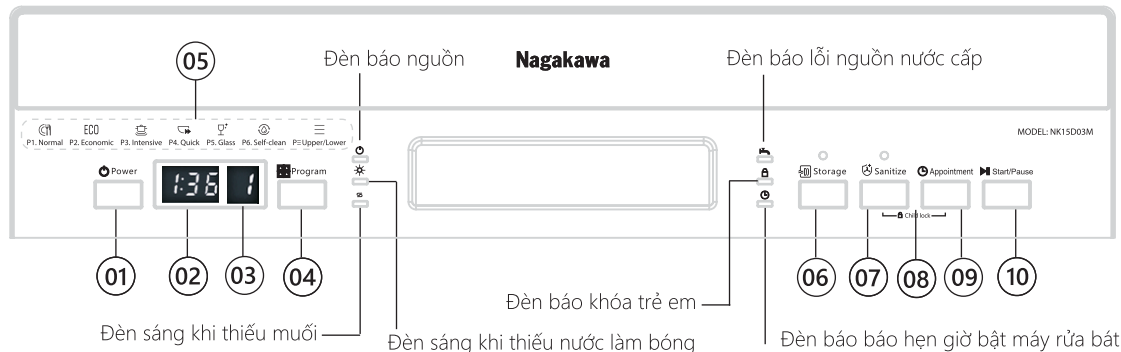 05
Đèn báo nguồn
Nagakawa
Đèn báo lỗi nguồn nước cấp
ECO
P1. Normal P2. Economic P3. Intensive P4. Quick P5. Glass P6. Self-clean P=Upper/Lower
MODEL: NK15D03M
Power
1:36 1
Program
Storage
Sanitize
Appointment
Start/Pause
Child lock
01 02 03 04 06 07 08 09 10
Đèn báo khóa trẻ em
Đèn sáng khi thiếu muối
Đèn sáng khi thiếu nước làm bóng
Đèn báo báo hẹn giờ bật máy rửa bát